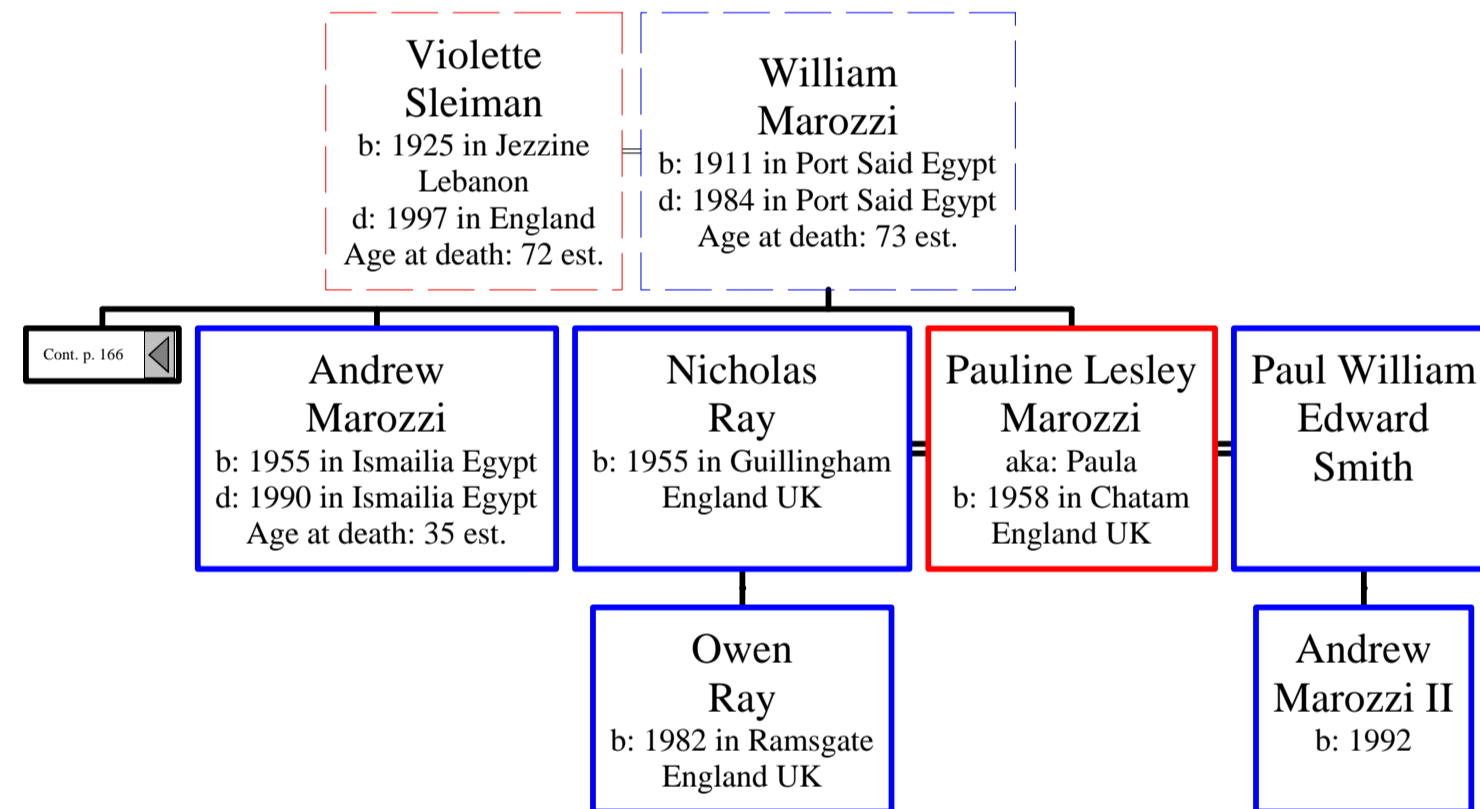 Violette
Sleiman
b: 1925 in Jezzine
Lebanon
d: 1997 in England
Age at death: 72 est.
William
Marozzi
b: 1911 in Port Said Egypt
d: 1984 in Port Said Egypt
Age at death: 73 est.
Cont. p. 166
Andrew
Marozzi
b: 1955 in Ismailia Egypt
d: 1990 in Ismailia Egypt
Age at death: 35 est.
Nicholas
Ray
b: 1955 in Guillingham
England UK
Pauline Lesley
Marozzi
aka: Paula
b: 1958 in Chatam
England UK
Paul William
Edward
Smith
Owen
Ray
b: 1982 in Ramsgate
England UK
Andrew
Marozzi II
b: 1992